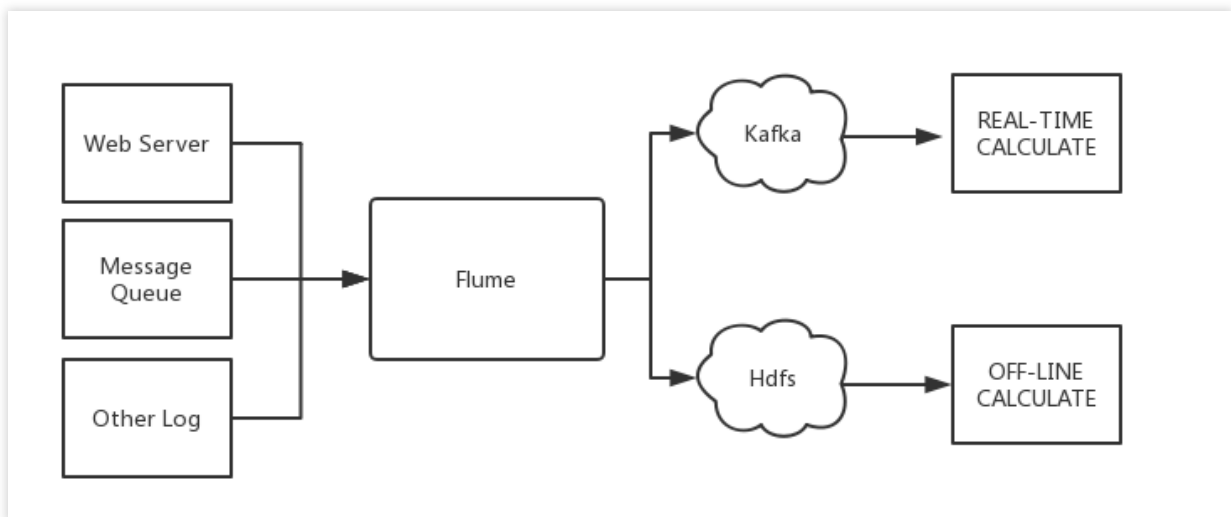 Web Server
Message
Queue
Other Log
Flume
Kafka
Hdfs
REAL-TIME
CALCULATE
OFF-LINE
CALCULATE